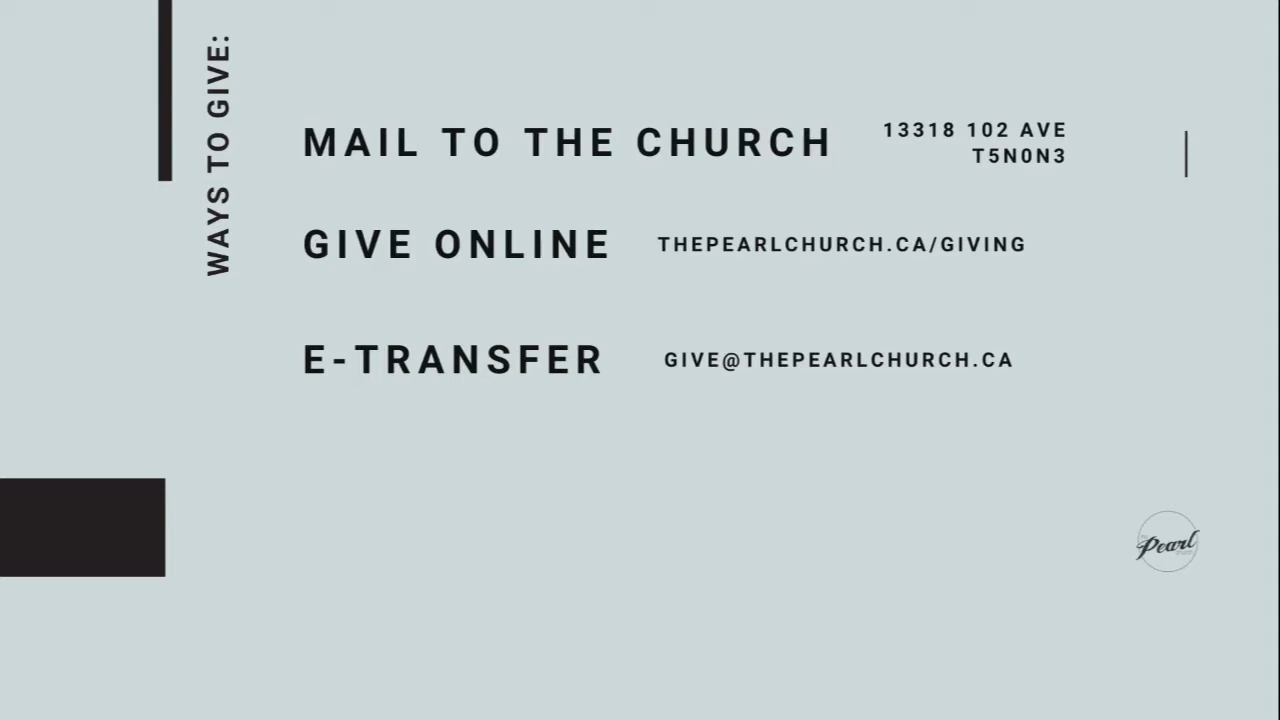 WAYS TO GIVE:
MAIL TO THE CHURCH
13318 102 AVE
T5N0N3
GIVE ONLINE
THEPEARLCHURCH.CA/GIVING
E-TRANSFER
GIVE@THEPEARLCHURCH.CA
Pearl